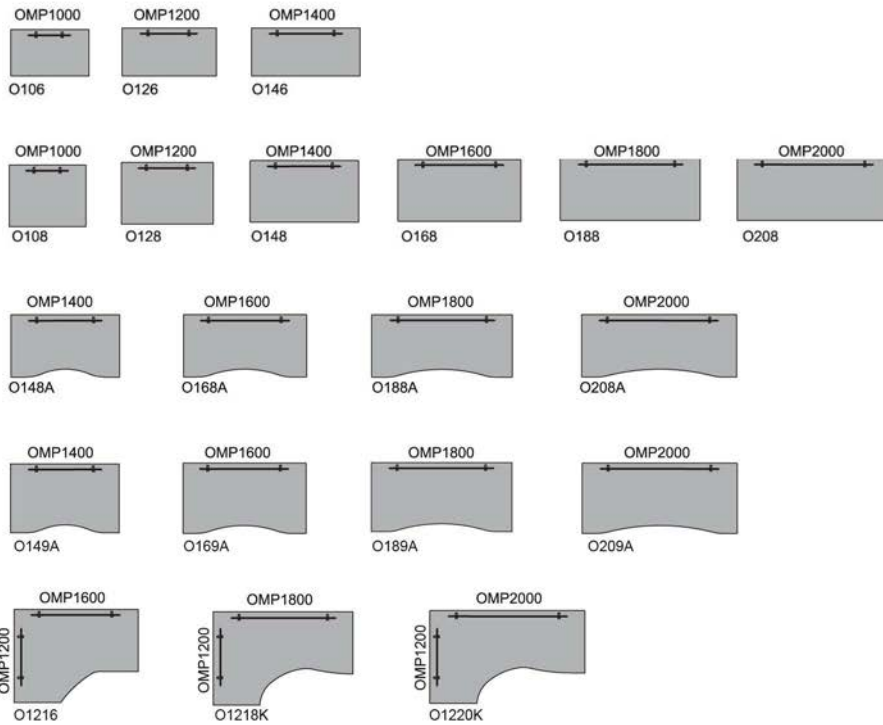 OMP1000 OMP1200 OMP1400
O106 O126 O146
OMP1000 OMP1200 OMP1400 OMP1600 OMP1800 OMP2000
O108 O128 O148 O168 O188 O208
OMP1400 OMP1600 OMP1800 OMP2000
O148A O168A O188A O208A
OMP1400 OMP1600 OMP1800 OMP2000
O149A O169A O189A O209A
OMP1600 OMP1800 OMP2000
OMP1200 OMP1200 OMP1200
O1216 O1218K O1220K